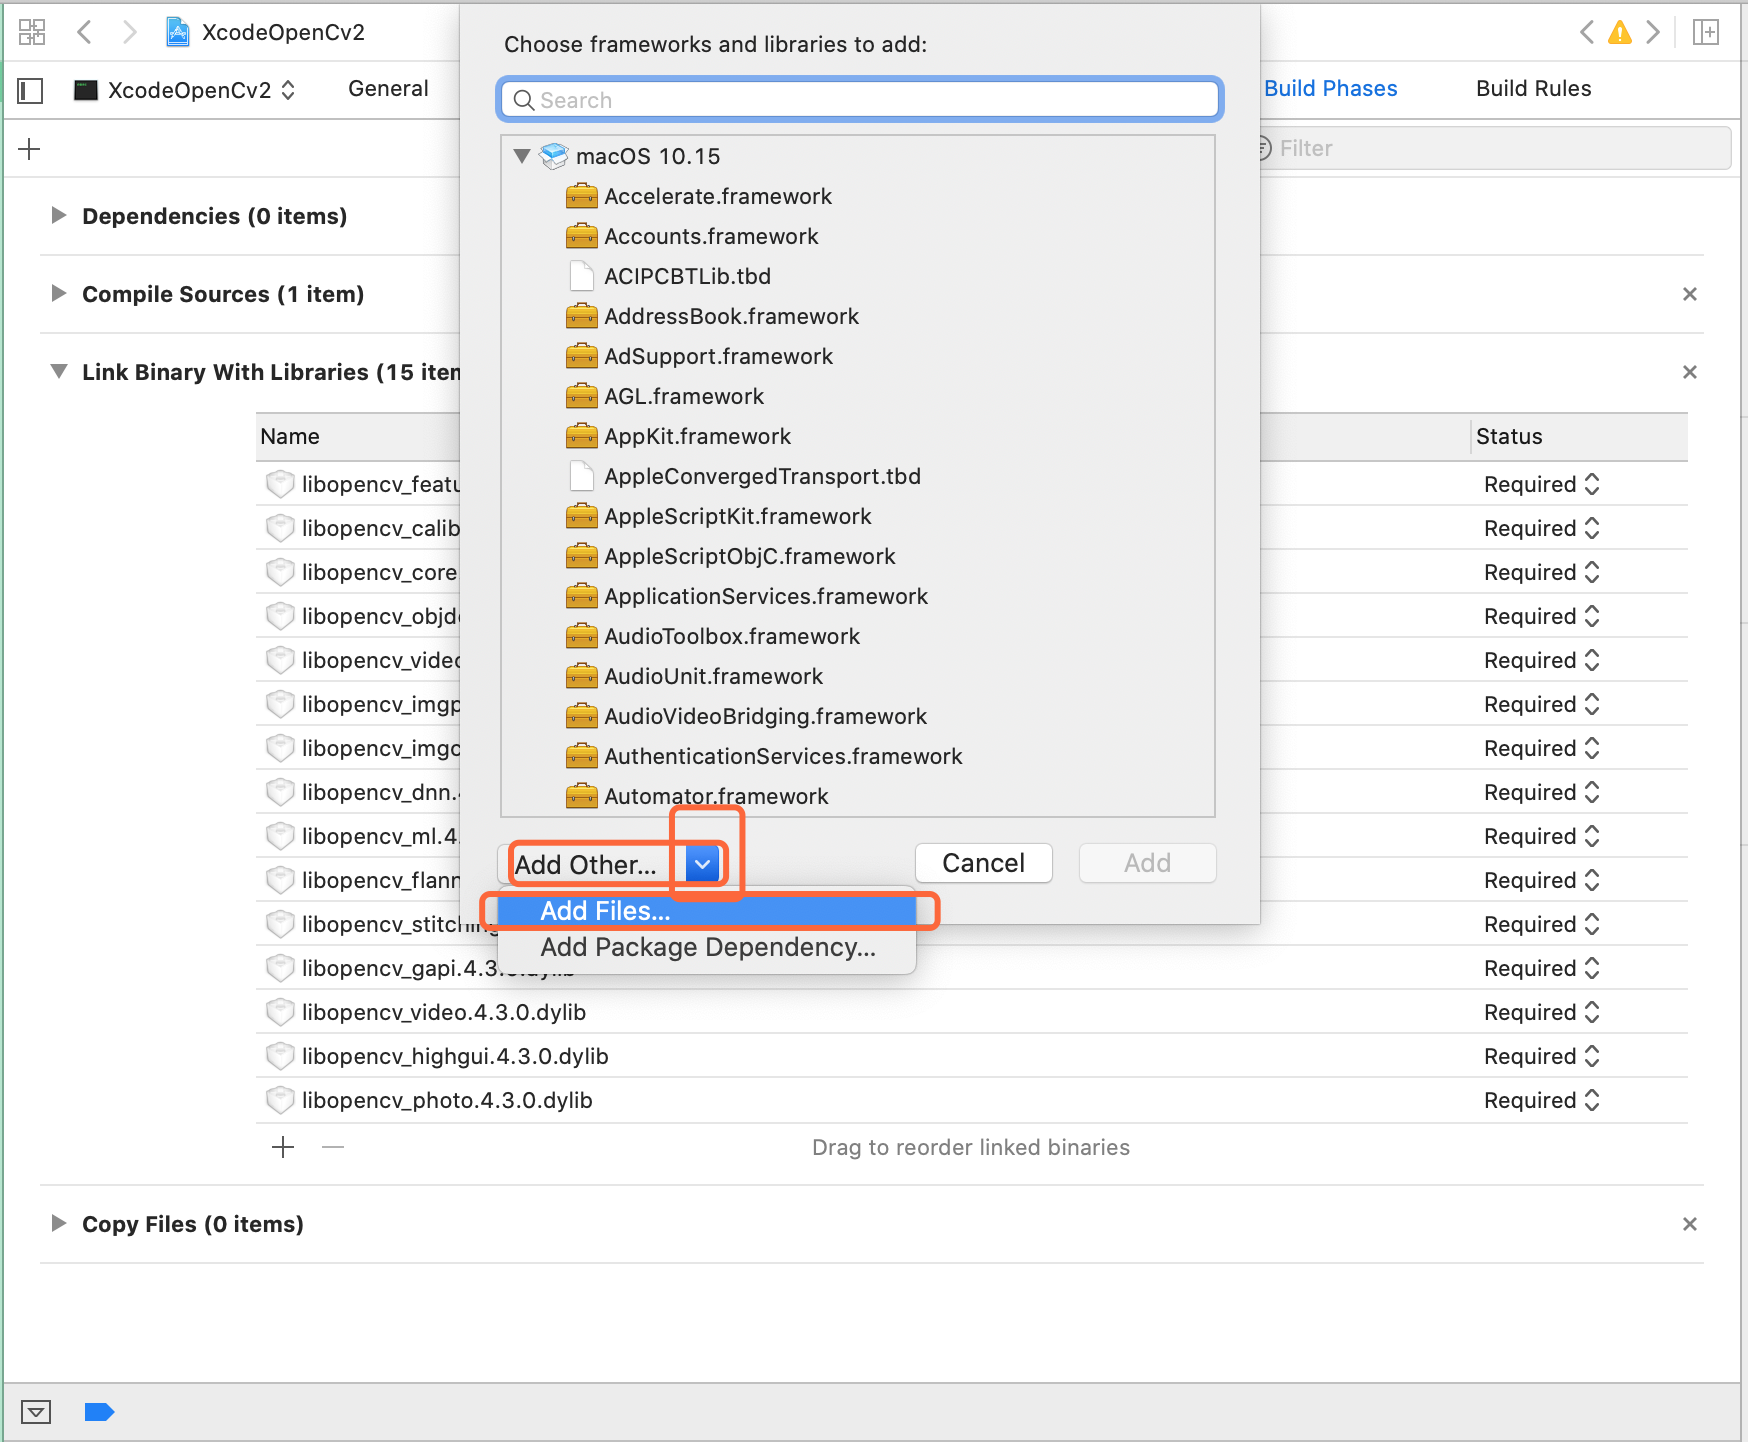 XcodeOpenCv2
Choose frameworks and libraries to add:
XcodeOpenCv2
General
Search
Build Phases
Build Rules
Filter
macOS 10.15
Accelerate.framework
Accounts.framework
ACIPCBTLib.tbd
AddressBook.framework
AdSupport.framework
AGL.framework
AppKit.framework
AppleConvergedTransport.tbd
AppleScriptKit.framework
AppleScriptObjC.framework
ApplicationServices.framework
AudioToolbox.framework
AudioUnit.framework
AudioVideoBridging.framework
AuthenticationServices.framework
Automator.framework
Add Other...
Cancel
Add
Add Files...
Add Package Dependency...
Dependencies (0 items)
Compile Sources (1 item)
Link Binary With Libraries (15 item
Name
Status
libopencv_featu
Required
libopencv_calib
Required
libopencv_core
Required
libopencv_objd
Required
libopencv_video
Required
libopencv_imgp
Required
libopencv_imgc
Required
libopencv_dnn.
Required
libopencv_ml.4.
Required
libopencv_flann
Required
libopencv_stitching
Required
libopencv_gapi.4.3.0.dylib
Required
libopencv_video.4.3.0.dylib
Required
libopencv_highgui.4.3.0.dylib
Required
libopencv_photo.4.3.0.dylib
Required
Drag to reorder linked binaries
Copy Files (0 items)